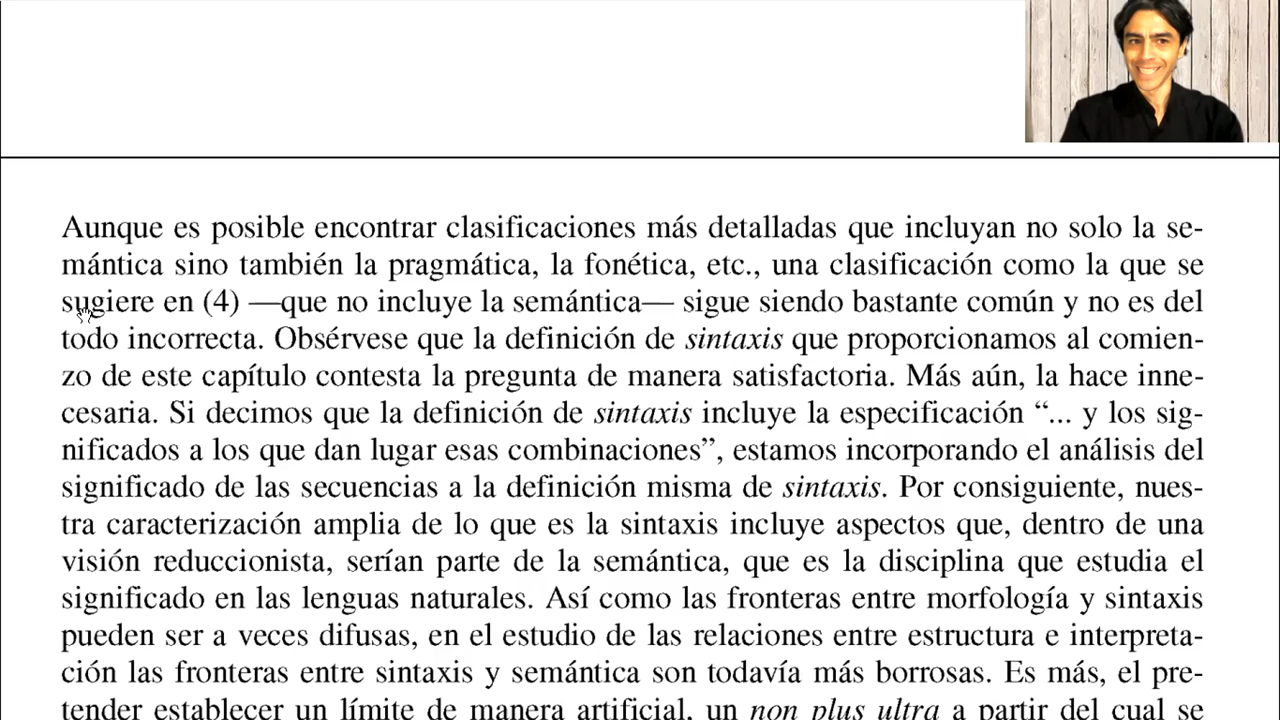 Aunque es posible encontrar clasificaciones más detalladas que incluyan no solo la se-
mántica sino también la pragmática, la fonética, etc., una clasificación como la que se
sugiere en (4) —que no incluye la semántica— sigue siendo bastante común y no es del
todo incorrecta. Obsérvese que la definición de sintaxis que proporcionamos al comien-
zo de este capítulo contesta la pregunta de manera satisfactoria. Más aún, la hace inne-
cesaria. Si decimos que la definición de sintaxis incluye la especificación “... y los sig-
nificados a los que dan lugar esas combinaciones”, estamos incorporando el análisis del
significado de las secuencias a la definición misma de sintaxis. Por consiguiente, nues-
tra caracterización amplia de lo que es la sintaxis incluye aspectos que, dentro de una
visión reduccionista, serían parte de la semántica, que es la disciplina que estudia el
significado en las lenguas naturales. Así como las fronteras entre morfología y sintaxis
pueden ser a veces difusas, en el estudio de las relaciones entre estructura e interpreta-
ción las fronteras entre sintaxis y semántica son todavía más borrosas. Es más, el pre-
tender establecer un límite de manera artificial, un non plus ultra a partir del cual se